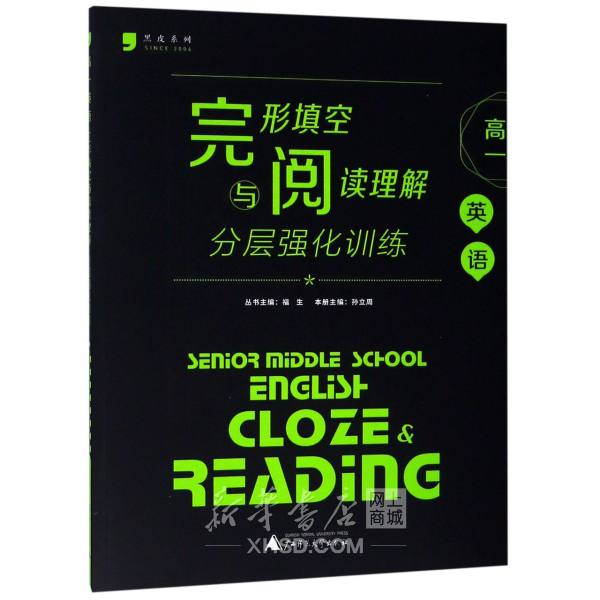 黑皮系列
SINCE 2004
完形填空
与阅读理解
分层强化训练
*
高一
英语
丛书主编：福 生 本册主编：孙立周
SENIOR MIDDLE SCHOOL
ENGLISH
CLOZE &
READING
新华书店 网上商城
XHSD.COM